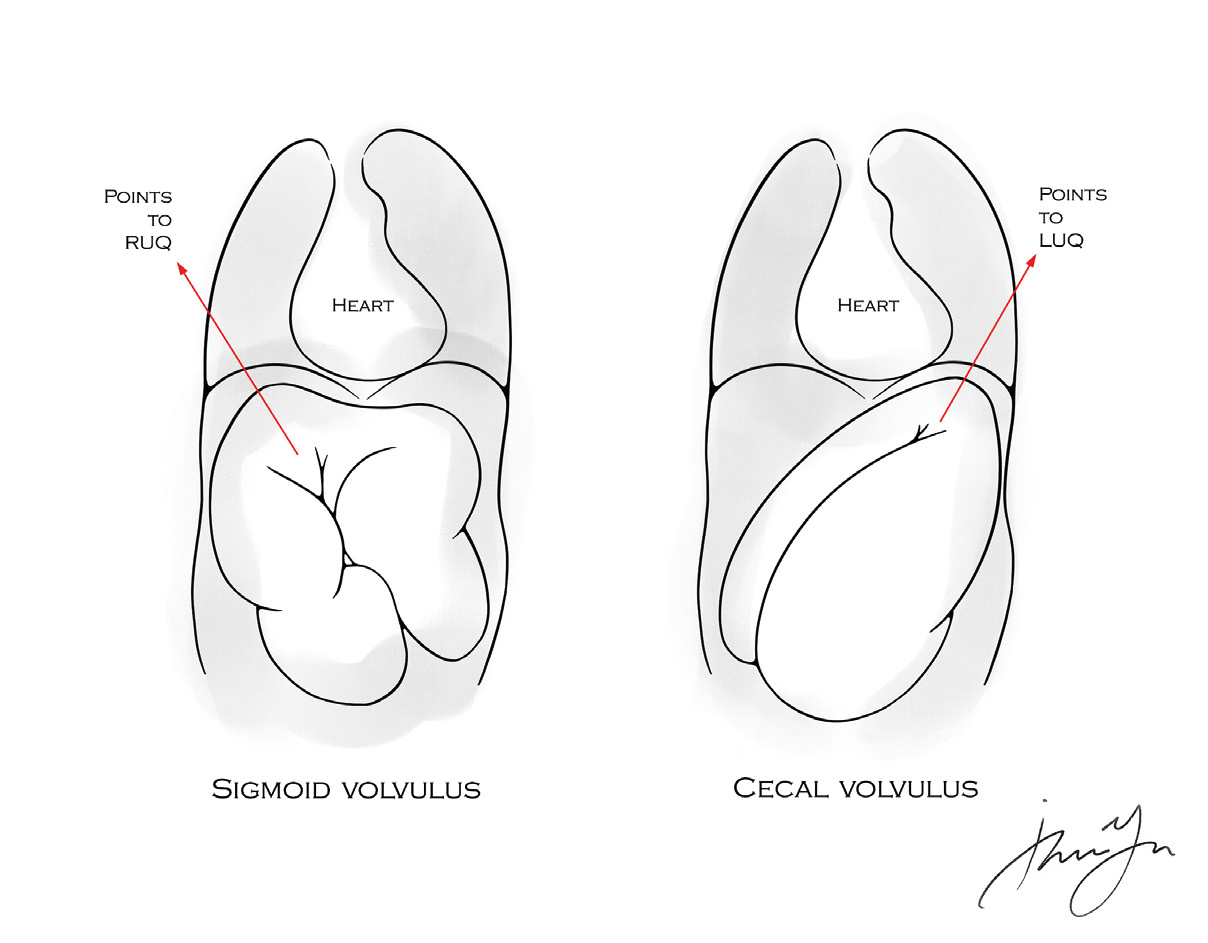 Points
to
RUQ
Heart
Sigmoid volvulus
Heart
Points
to
LUQ
Cecal volvulus